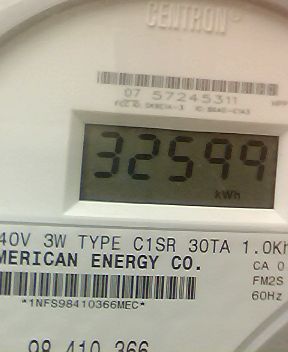 CENTRON
07 57245311
32599
kWh
40V 3W TYPE C1SR 30TA 1.0Kh
MERICAN ENERGY CO.
CA 0
FM2S
60Hz
*1NFS98410366MEC*
98 410 366